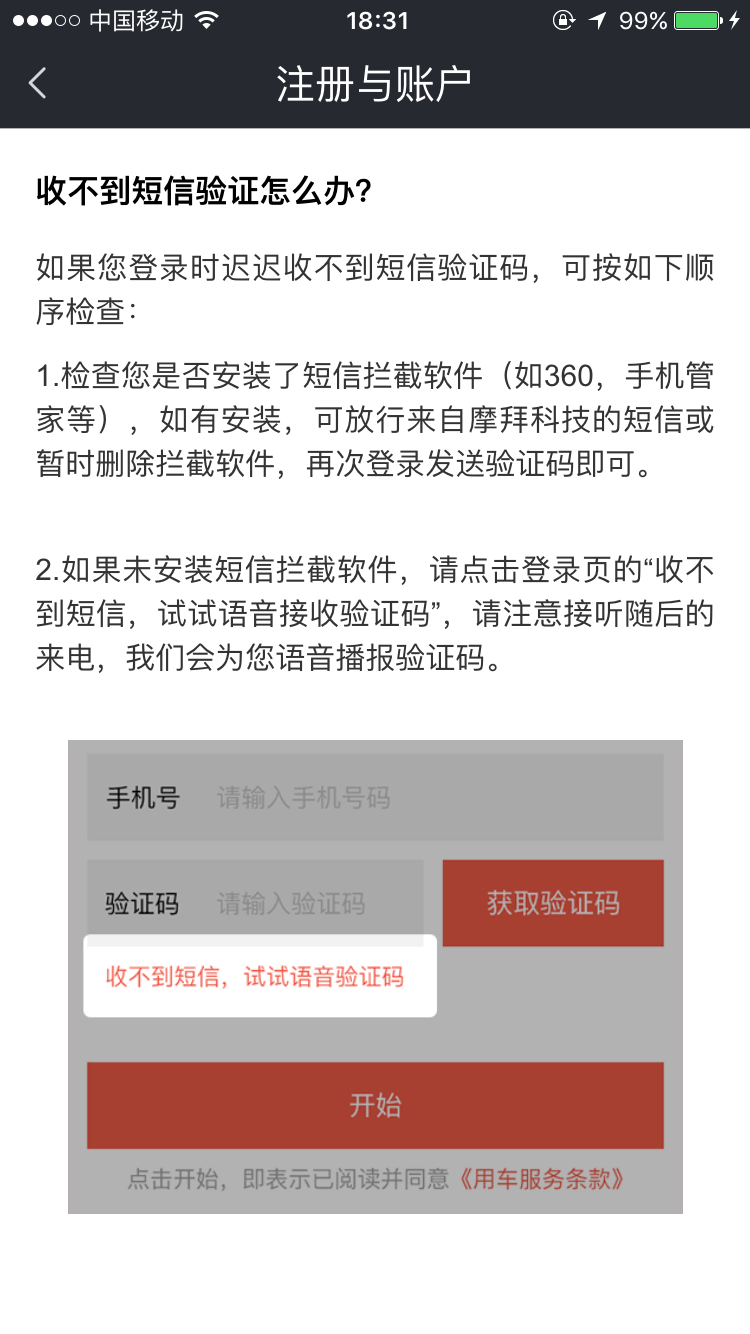 中国移动 18:31 99%
注册与账户
收不到短信验证怎么办?
如果您登录时迟迟收不到短信验证码，可按如下顺
序检查：
1.检查您是否安装了短信拦截软件（如360，手机管
家等），如有安装，可放行来自摩拜科技的短信或
暂时删除拦截软件，再次登录发送验证码即可。
2.如果未安装短信拦截软件，请点击登录页的“收不
到短信，试试语音接收验证码”，请注意接听随后的
来电，我们会为您语音播报验证码。
手机号 请输入手机号码
验证码 请输入验证码 获取验证码
收不到短信，试试语音验证码
开始
点击开始，即表示已阅读并同意《用车服务条款》